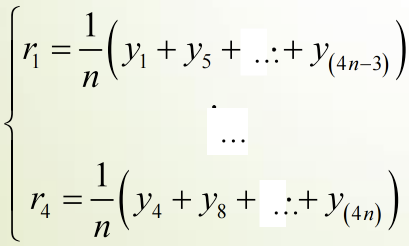 r₁ = 1/n ( y₁ + y₅ + ... + y₍₄ₙ₋₃₎ )
...
r₄ = 1/n ( y₄ + y₈ + ... + y₍₄ₙ₎ )